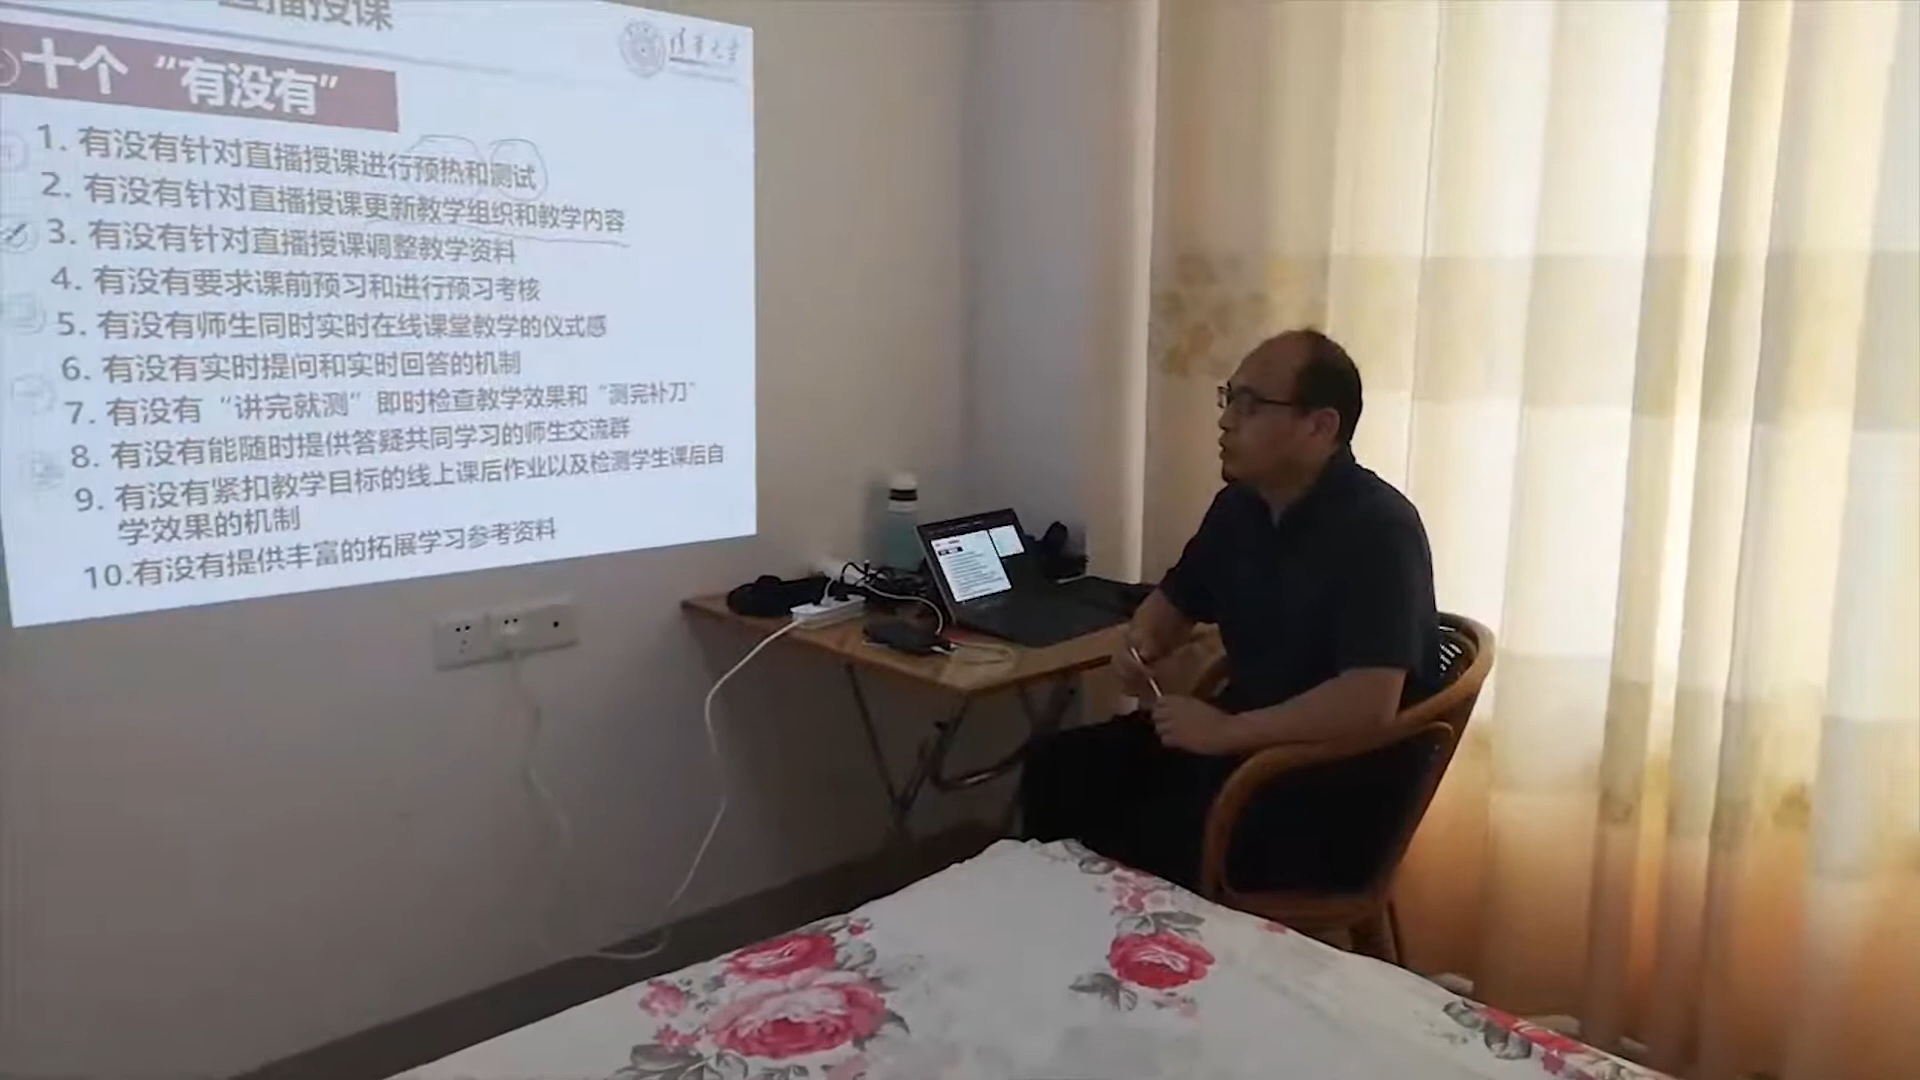 直播授课
清华大学
十个“有没有”
1. 有没有针对直播授课进行预热和测试
2. 有没有针对直播授课更新教学组织和教学内容
3. 有没有针对直播授课调整教学资料
4. 有没有要求课前预习和进行预习考核
5. 有没有师生同时实时在线课堂教学的仪式感
6. 有没有实时提问和实时回答的机制
7. 有没有“讲完就测”即时检查教学效果和“测完补刀”
8. 有没有能随时提供答疑共同学习的师生交流群
9. 有没有紧扣教学目标的线上课后作业以及检测学生课后自
学效果的机制
10.有没有提供丰富的拓展学习参考资料